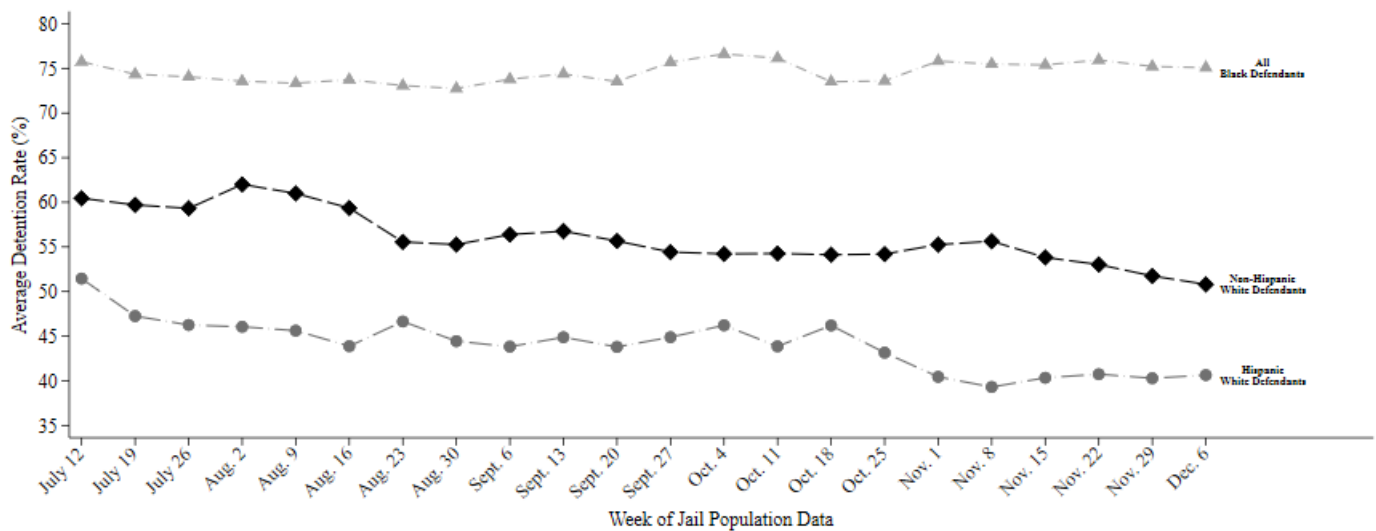 80
75
70
65
60
55
50
45
40
35
Average Detention Rate (%)
All
Black Defendants
Non-Hispanic
White Defendants
Hispanic
White Defendants
July 12
July 19
July 26
Aug. 2
Aug. 9
Aug. 16
Aug. 23
Aug. 30
Sept. 6
Sept. 13
Sept. 20
Sept. 27
Oct. 4
Oct. 11
Oct. 18
Oct. 25
Nov. 1
Nov. 8
Nov. 15
Nov. 22
Nov. 29
Dec. 6
Week of Jail Population Data